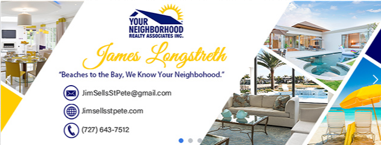 YOUR
NEIGHBORHOOD
REALTY ASSOCIATES INC.
James Longstreth
"Beaches to the Bay, We Know Your Neighbohood."
JimSellsStPete@gmail.com
Jimsellsstpete.com
(727) 643-7512